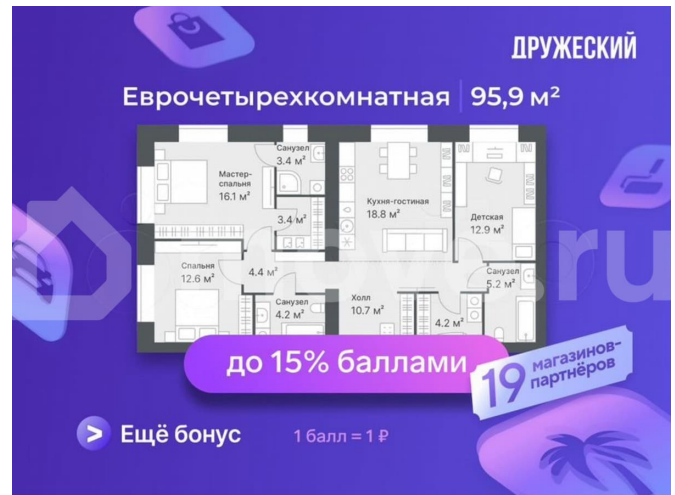 ДРУЖЕСКИЙ
Еврочетырехкомнатная | 95,9 м²
Санузел
3.4 м²
Мастер-
спальня
16.1 м²
3.4 м²
Кухня-гостиная
18.8 м²
Детская
12.9 м²
Спальня
12.6 м²
4.4 м²
Санузел
4.2 м²
Холл
10.7 м²
4.2 м²
Санузел
5.2 м²
move.ru
до 15% баллами
19 магазинов-
партнёров
> Ещё бонус
1 балл = 1 ₽